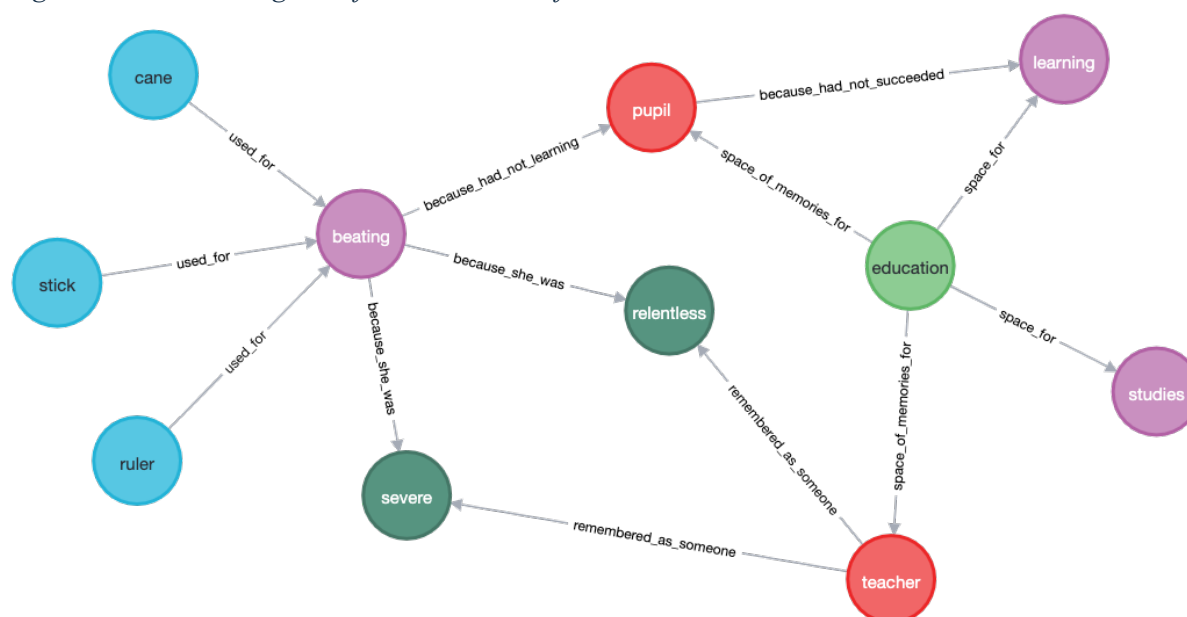 cane
learning
because_had_not_succeeded
pupil
used_for
because_had_not_learning
space_of_memories_for
space_for
beating
education
used_for
because_she_was
stick
relentless
space_for
because_she_was
used_for
studies
remembered_as_someone
space_of_memories_for
ruler
severe
remembered_as_someone
teacher